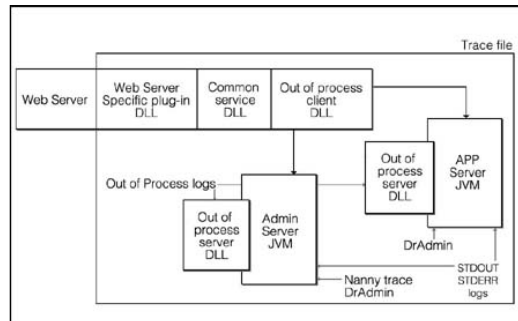 Trace file
Web Server
Web Server
Specific plug-in
DLL
Common
service
DLL
Out of process
client
DLL
Out of
process
server
DLL
APP
Server
JVM
Out of Process logs
Out of
process
server
DLL
Admin
Server
JVM
DrAdmin
Nanny trace
DrAdmin
STDOUT
STDERR
logs